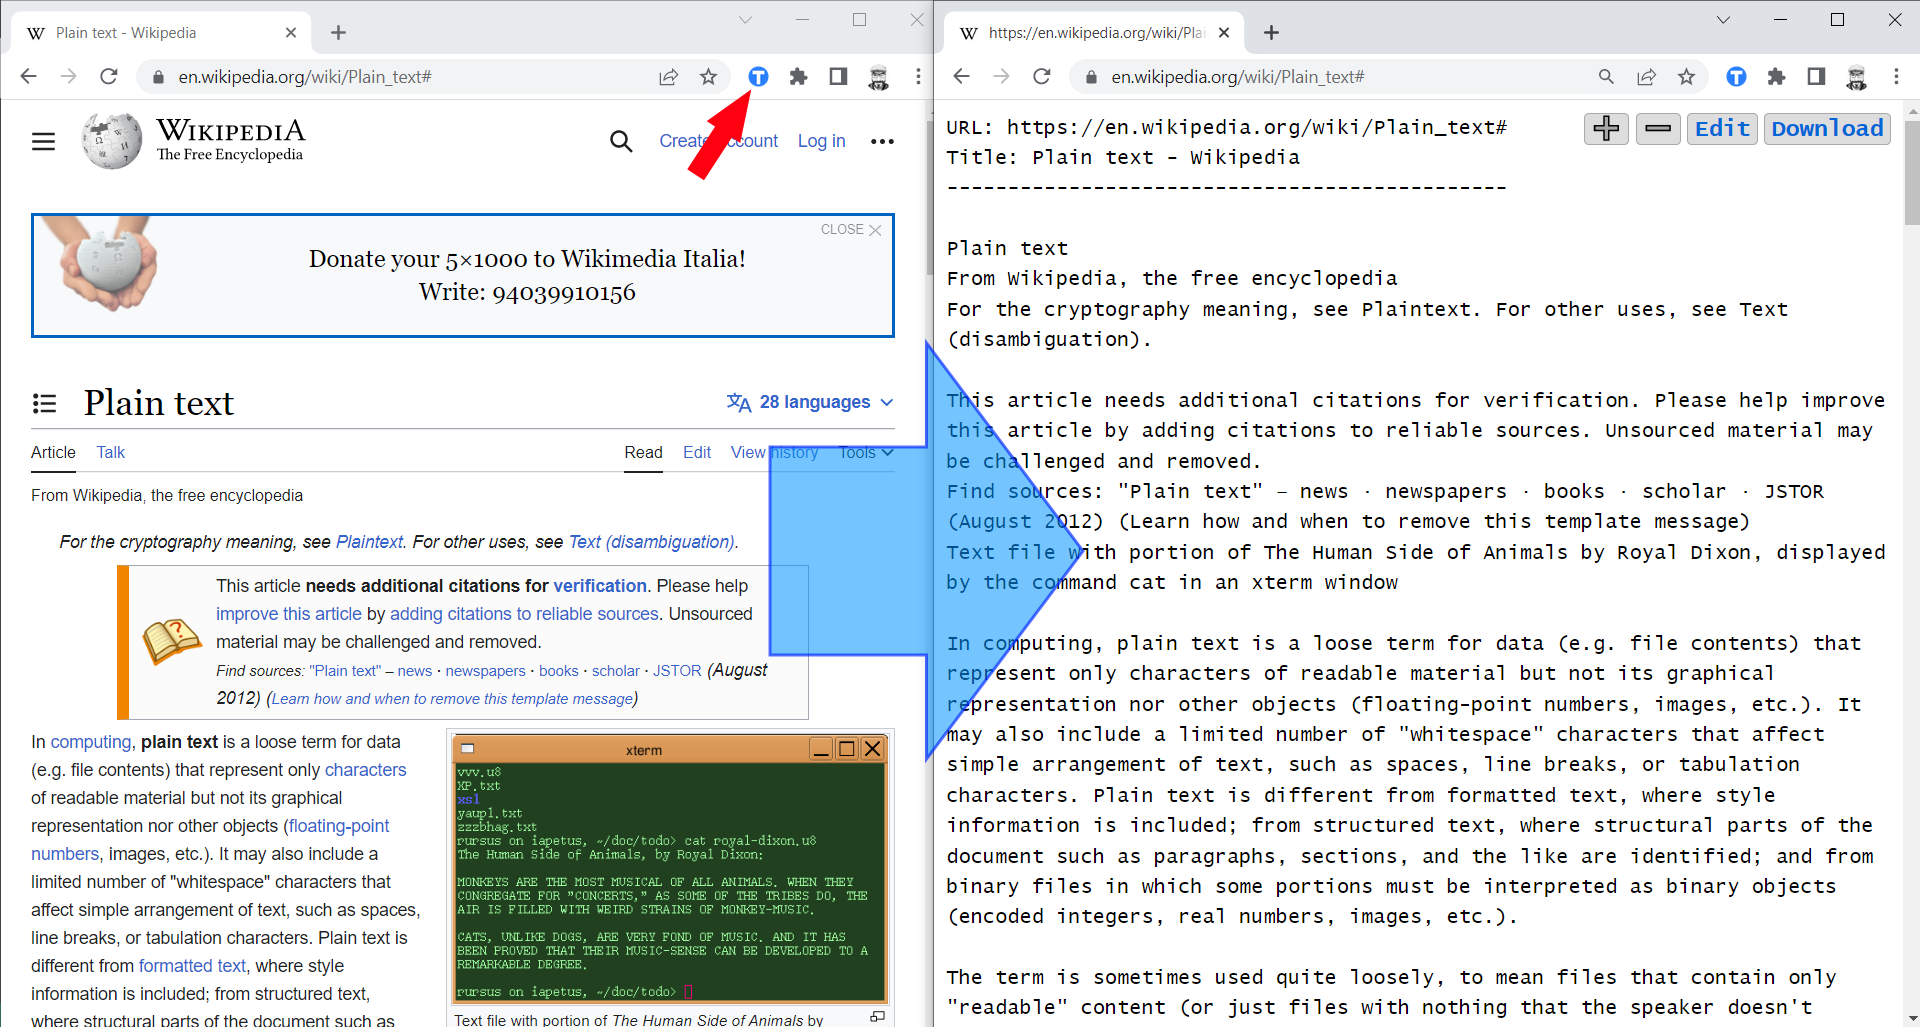 Plain text - Wikipedia
en.wikipedia.org/wiki/Plain_text#
WIKIPEDIA
The Free Encyclopedia
Create account Log in
CLOSE
Donate your 5×1000 to Wikimedia Italia!
Write: 94039910156
Plain text
28 languages
Article Talk Read Edit View history Tools
From Wikipedia, the free encyclopedia
For the cryptography meaning, see Plaintext. For other uses, see Text (disambiguation).
This article needs additional citations for verification. Please help
improve this article by adding citations to reliable sources. Unsourced
material may be challenged and removed.
Find sources: "Plain text" – news · newspapers · books · scholar · JSTOR (August
2012) (Learn how and when to remove this template message)
In computing, plain text is a loose term for data
(e.g. file contents) that represent only characters
of readable material but not its graphical
representation nor other objects (floating-point
numbers, images, etc.). It may also include a
limited number of "whitespace" characters that
affect simple arrangement of text, such as spaces,
line breaks, or tabulation characters. Plain text is
different from formatted text, where style
information is included; from structured text,
where structural parts of the document such as
xterm
vvv.u8
XP.txt
xsl
yaupl.txt
zzzbhag.txt
rursus on iapetus, ~/doc/todo> cat royal-dixon.u8
The Human Side of Animals, by Royal Dixon:
MONKEYS ARE THE MOST MUSICAL OF ALL ANIMALS. WHEN THEY
CONGREGATE FOR "CONCERTS," AS SOME OF THE TRIBES DO, THE
AIR IS FILLED WITH WEIRD STRAINS OF MONKEY-MUSIC.
CATS, UNLIKE DOGS, ARE VERY FOND OF MUSIC. AND IT HAS
BEEN PROVED THAT THEIR MUSIC-SENSE CAN BE DEVELOPED TO A
REMARKABLE DEGREE.
rursus on iapetus, ~/doc/todo>
Text file with portion of The Human Side of Animals by
https://en.wikipedia.org/wiki/Plai
en.wikipedia.org/wiki/Plain_text#
Edit Download
URL: https://en.wikipedia.org/wiki/Plain_text#
Title: Plain text - Wikipedia
----------------------------------------------
Plain text
From Wikipedia, the free encyclopedia
For the cryptography meaning, see Plaintext. For other uses, see Text
(disambiguation).
This article needs additional citations for verification. Please help improve
this article by adding citations to reliable sources. Unsourced material may
be challenged and removed.
Find sources: "Plain text" – news · newspapers · books · scholar · JSTOR
(August 2012) (Learn how and when to remove this template message)
Text file with portion of The Human Side of Animals by Royal Dixon, displayed
by the command cat in an xterm window
In computing, plain text is a loose term for data (e.g. file contents) that
represent only characters of readable material but not its graphical
representation nor other objects (floating-point numbers, images, etc.). It
may also include a limited number of "whitespace" characters that affect
simple arrangement of text, such as spaces, line breaks, or tabulation
characters. Plain text is different from formatted text, where style
information is included; from structured text, where structural parts of the
document such as paragraphs, sections, and the like are identified; and from
binary files in which some portions must be interpreted as binary objects
(encoded integers, real numbers, images, etc.).
The term is sometimes used quite loosely, to mean files that contain only
"readable" content (or just files with nothing that the speaker doesn't